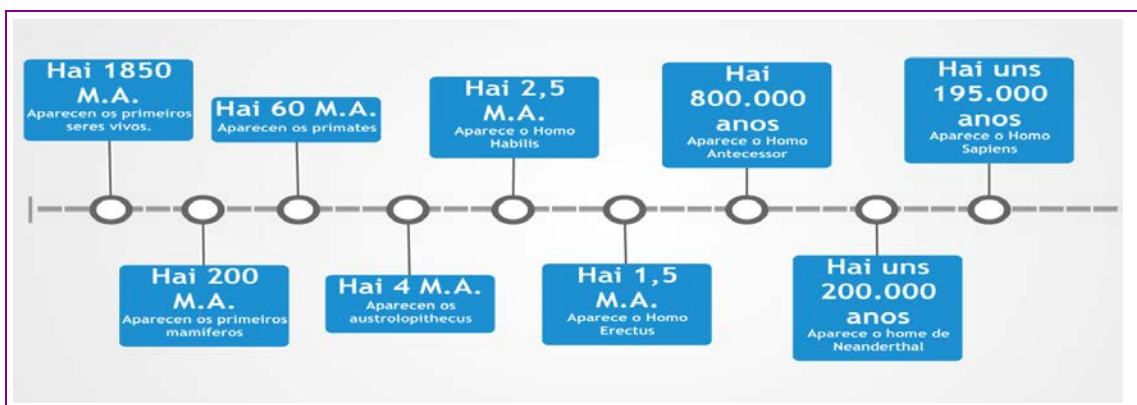 Hai 1850
M.A.
Aparecen os primeiros
seres vivos.
Hai 200
M.A.
Aparecen os primeiros
mamíferos
Hai 60 M.A.
Aparecen os primates
Hai 4 M.A.
Aparecen os
austrolopithecus
Hai 2,5
M.A.
Aparece o Homo
Habilis
Hai 1,5
M.A.
Aparece o Homo
Erectus
Hai
800.000
anos
Aparece o Homo
Antecessor
Hai uns
200.000
anos
Aparece o home de
Neanderthal
Hai uns
195.000
anos
Aparece o Homo
Sapiens